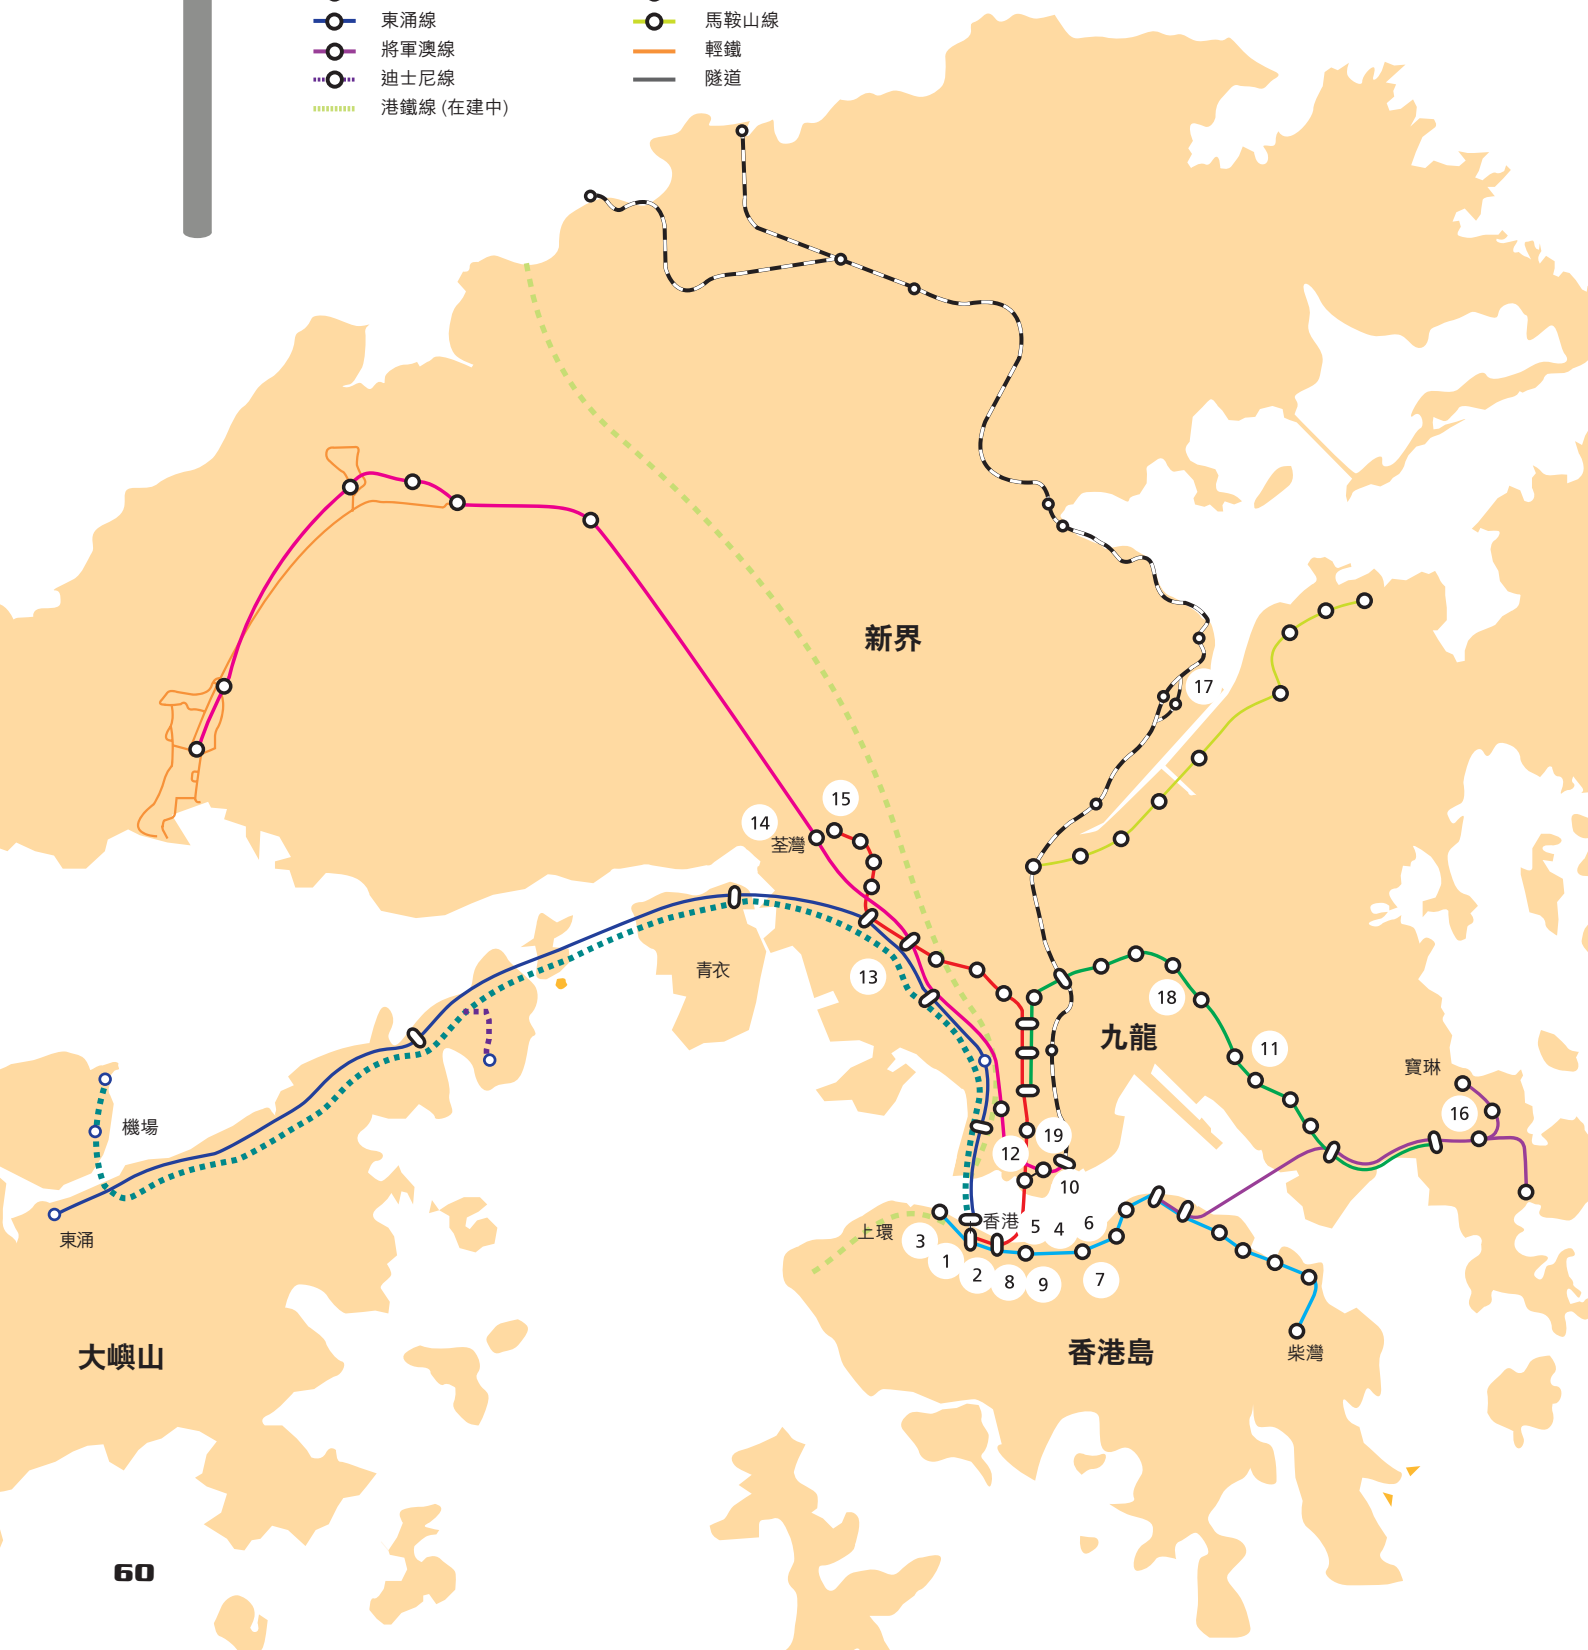 東涌線
將軍澳線
迪士尼線
港鐵線 (在建中)
馬鞍山線
輕鐵
隧道
新界
17
15
14
荃灣
青衣
13
18
九龍
11
寶琳
16
機場
19
12
10
東涌
上環
香港
3
1
2
8
9
5
4
6
7
大嶼山
香港島
柴灣
60